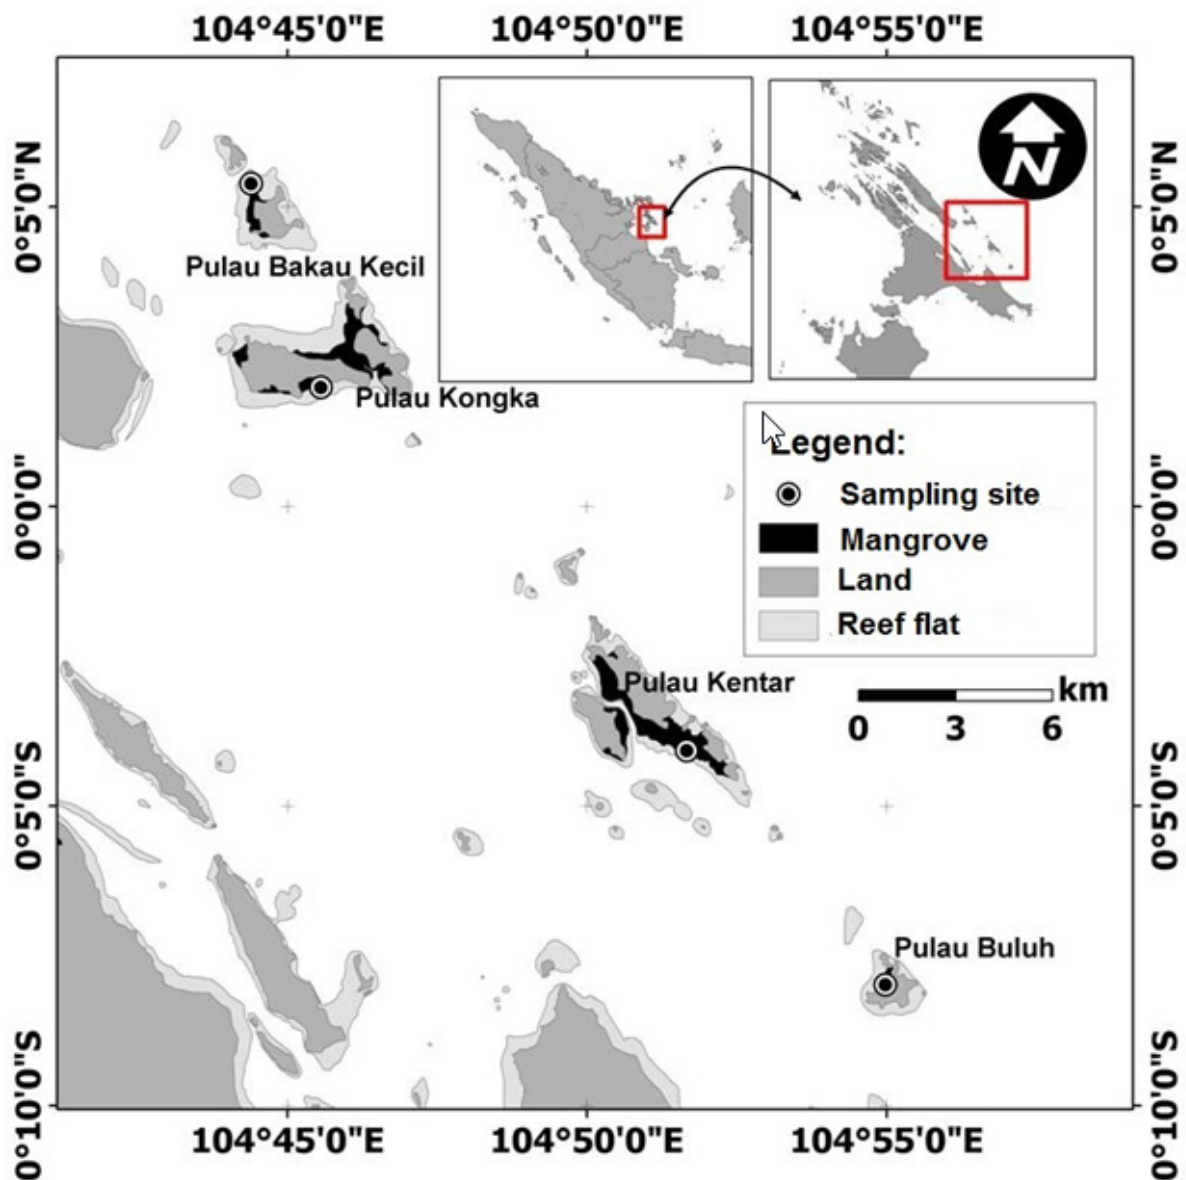 104°45'0"E 104°50'0"E 104°55'0"E
N
0°5'0"N
0°5'0"N
Pulau Bakau Kecil
Pulau Kongka
Legend:
Sampling site
Mangrove
Land
Reef flat
0°0'0"
0°0'0"
Pulau Kentar
km
0 3 6
0°5'0"S
0°5'0"S
Pulau Buluh
0°10'0"S
0°10'0"S
104°45'0"E 104°50'0"E 104°55'0"E